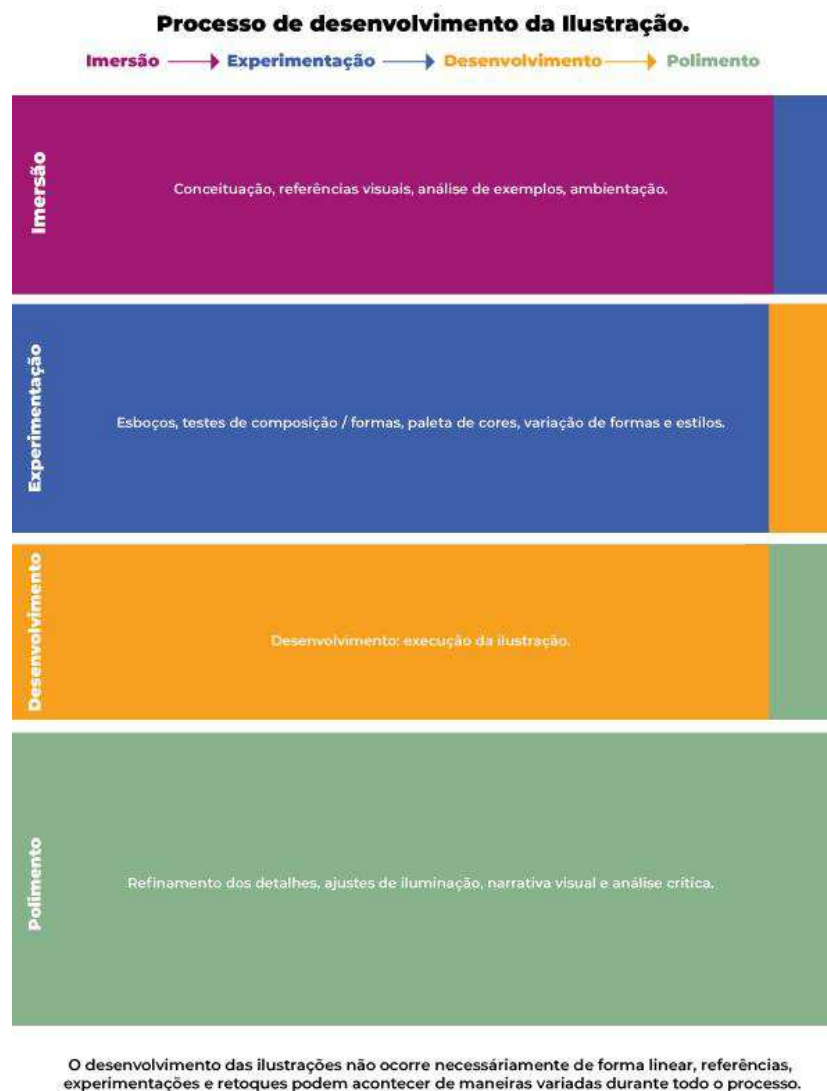 Processo de desenvolvimento da Ilustração.
Imersão Experimentação Desenvolvimento Polimento
Imersão
Conceituação, referências visuais, análise de exemplos, ambientação.
Experimentação
Esboços, testes de composição / formas, paleta de cores, variação de formas e estilos.
Desenvolvimento
Desenvolvimento: execução da ilustração.
Polimento
Refinamento dos detalhes, ajustes de iluminação, narrativa visual e análise crítica.
O desenvolvimento das ilustrações não ocorre necessáriamente de forma linear, referências,
experimentações e retoques podem acontecer de maneiras variadas durante todo o processo.